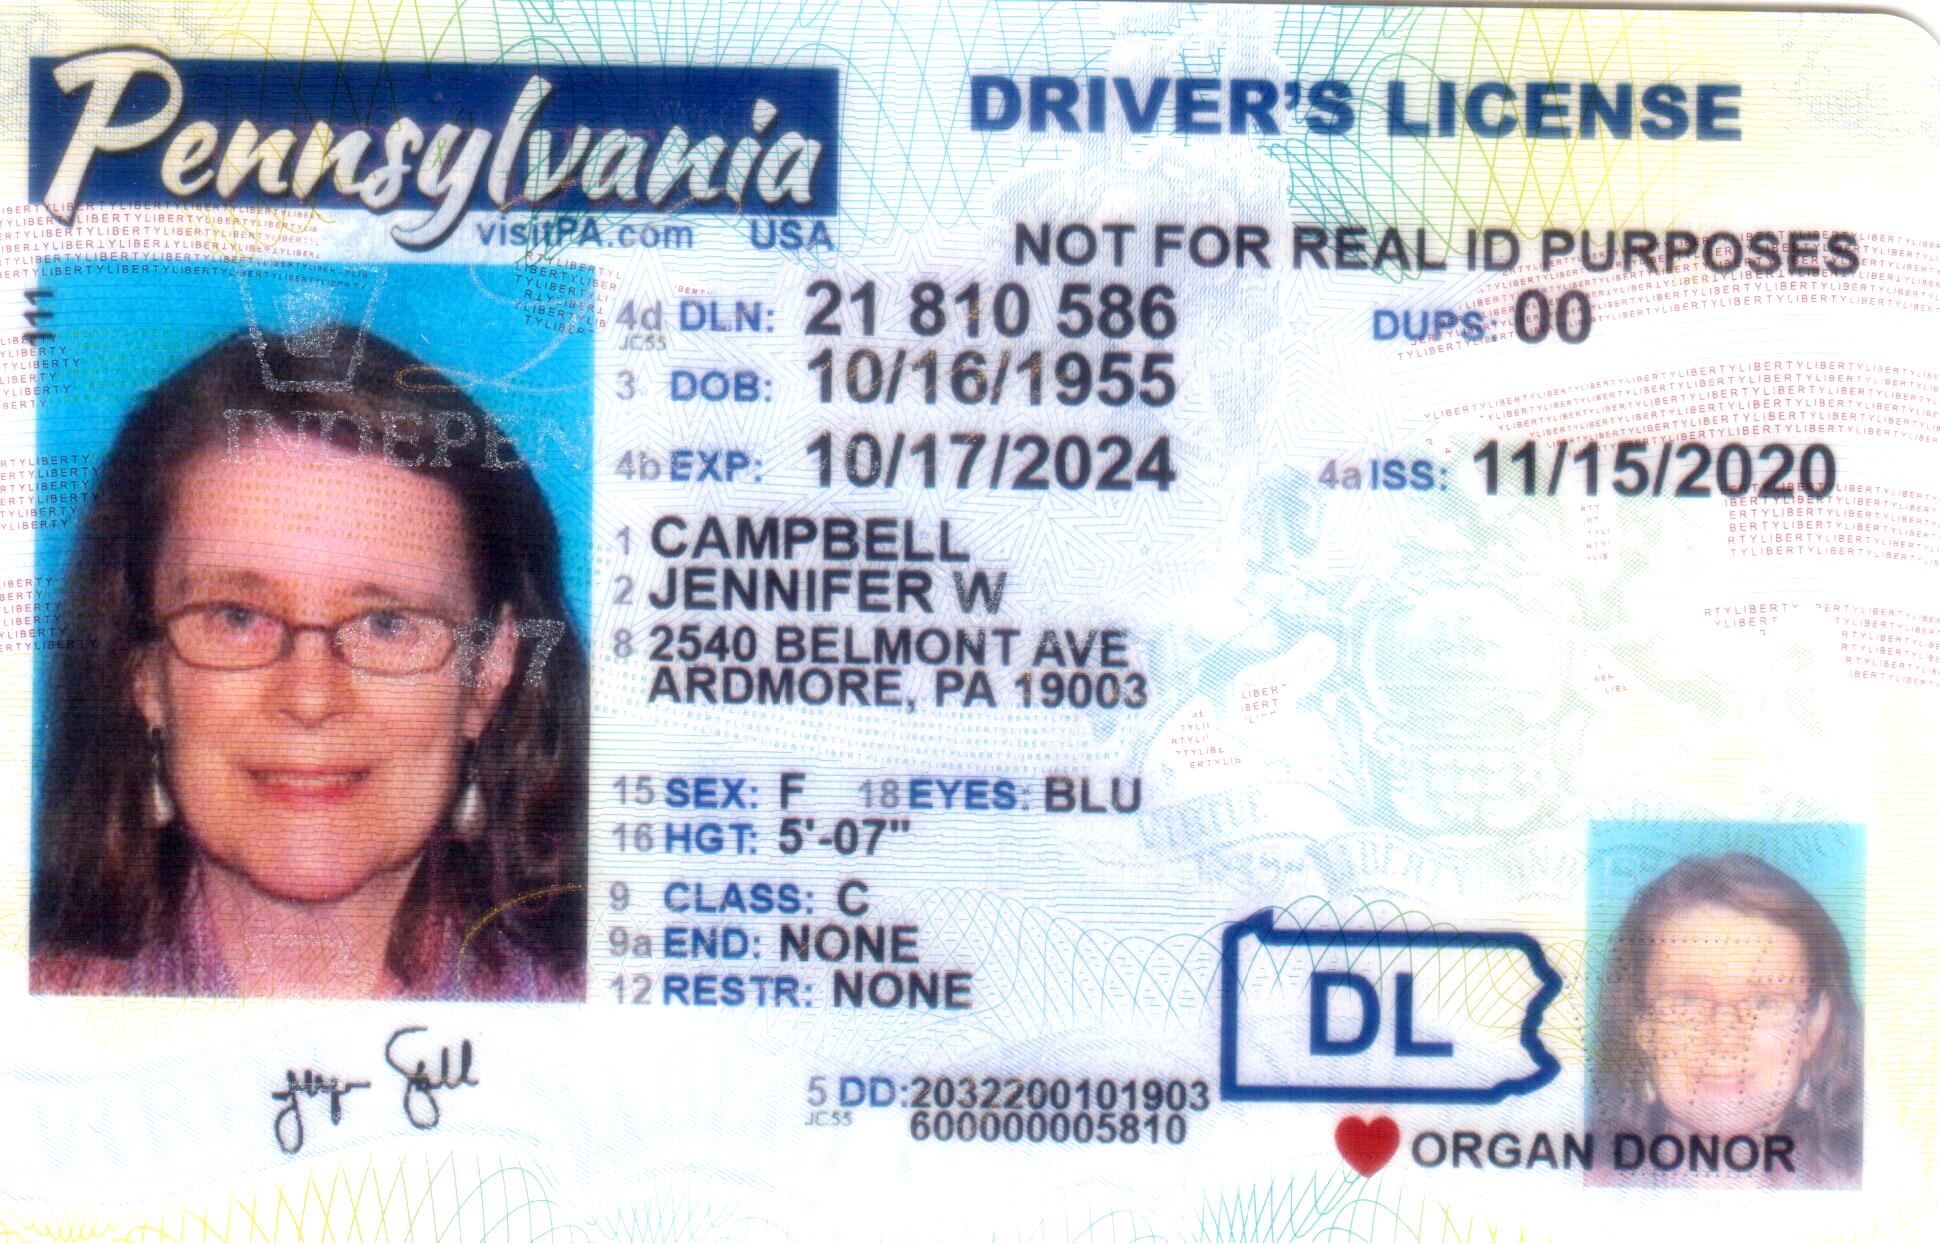 Pennsylvania
DRIVER'S LICENSE
visitPA.com USA
NOT FOR REAL ID PURPOSES
111
4d DLN: 21 810 586
DUPS: 00
JC55
3 DOB: 10/16/1955
4b EXP: 10/17/2024
4a ISS: 11/15/2020
INDEPEN
1 CAMPBELL
2 JENNIFER W
8 2540 BELMONT AVE
ARDMORE, PA 19003
15 SEX: F 18 EYES: BLU
16 HGT: 5'-07"
9 CLASS: C
9a END: NONE
12 RESTR: NONE
DL
5 DD: 2032200101903
JC55
600000005810
ORGAN DONOR